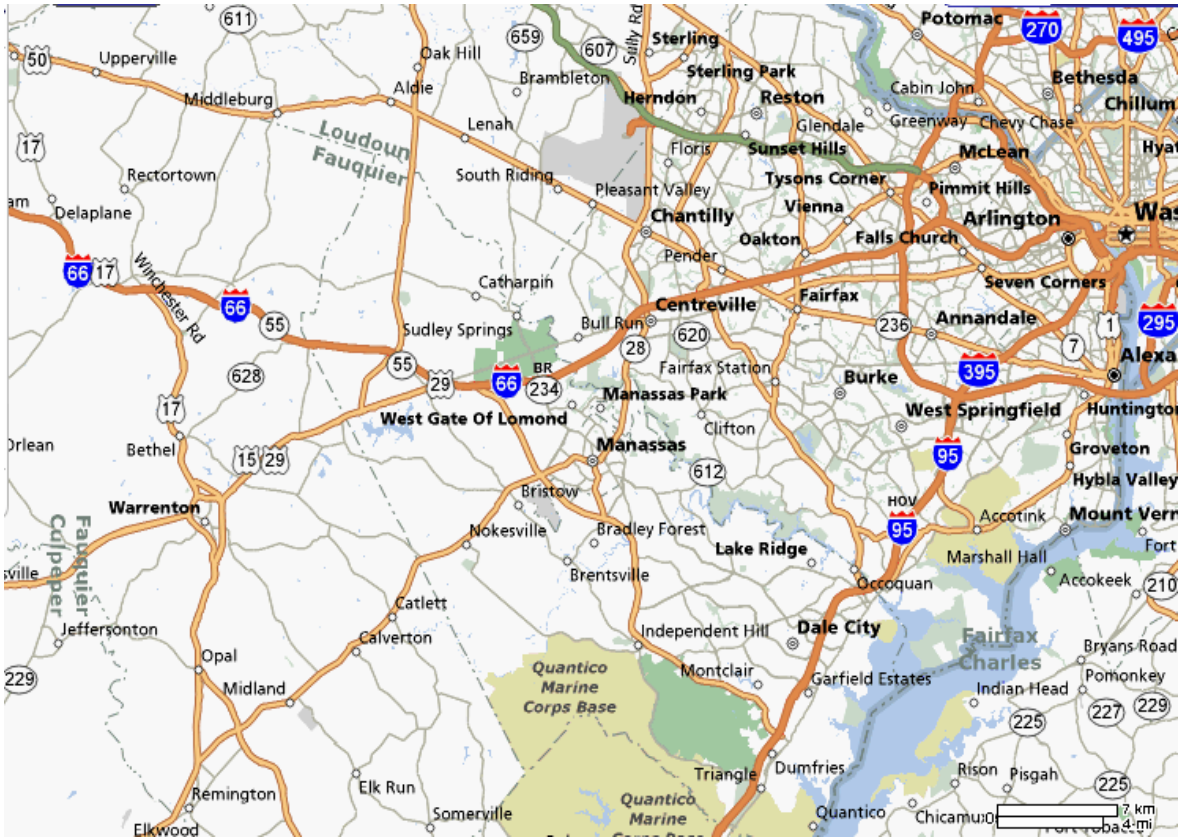 611
659
607
Sully Rd
Sterling
Potomac
270
495
50
Upperville
Oak Hill
Brambleton
Sterling Park
Bethesda
Middleburg
Aldie
Herndon
Reston
Cabin John
Chillum
Lenah
Glendale
Greenway
Chevy Chase
17
Loudoun
Fauquier
Floris
Sunset Hills
McLean
Hyat
Rectortown
South Riding
Pleasant Valley
Tysons Corner
Pimmit Hills
Delaplane
am
Chantilly
Vienna
Arlington
Was
Oakton
Falls Church
66
17
Winchester Rd
Pender
Catharpin
Seven Corners
66
Centreville
Fairfax
55
Sudley Springs
Bull Run
620
236
Annandale
1
295
28
7
Alexa
55
628
29
66
BR
234
Fairfax Station
Burke
395
Manassas Park
West Springfield
Huntington
17
West Gate Of Lomond
Clifton
Orlean
Bethel
15
29
Manassas
612
95
Groveton
Hybla Valley
Warrenton
Bristow
HOV
95
Nokesville
Bradley Forest
Accotink
Mount Vern
Fort
Lake Ridge
Marshall Hall
Fauquier
Culpeper
sville
Brentsville
Occoquan
Accokeek
210
Catlett
Jeffersonton
Calverton
Independent Hill
Dale City
Fairfax
Charles
Bryans Road
229
Opal
Midland
Quantico
Marine
Corps Base
Montclair
Garfield Estates
Pomonkey
Indian Head
225
227
229
Triangle
Dumfries
Rison
Pisgah
225
Remington
Elk Run
Quantico
Marine
Corps Base
Quantico
Chicamux
0
7 km
4 mi
Elkwood
Somerville